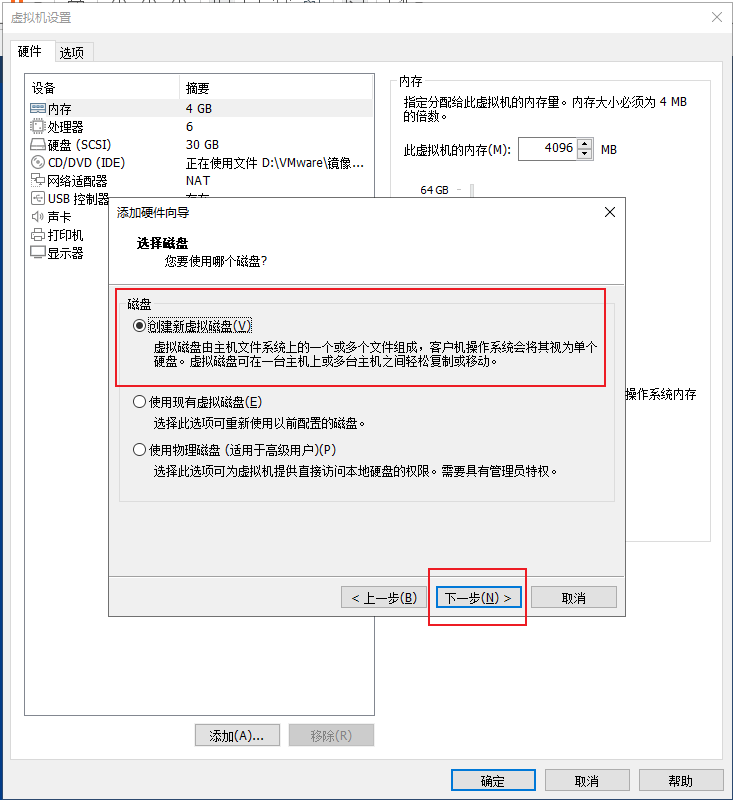 虚拟机设置
硬件 选项
设备 摘要
内存 4 GB
处理器 6
硬盘 (SCSI) 30 GB
CD/DVD (IDE) 正在使用文件 D:\VMware\镜像...
网络适配器 NAT
USB 控制器
声卡
打印机
显示器
内存
指定分配给此虚拟机的内存量。内存大小必须为 4 MB
的倍数。
此虚拟机的内存(M): 4096 MB
64 GB
添加硬件向导
选择磁盘
您要使用哪个磁盘?
磁盘
创建新虚拟磁盘(V)
虚拟磁盘由主机文件系统上的一个或多个文件组成，客户机操作系统会将其视为单个
硬盘。虚拟磁盘可在一台主机上或多台主机之间轻松复制或移动。
使用现有虚拟磁盘(E)
选择此选项可重新使用以前配置的磁盘。
使用物理磁盘 (适用于高级用户)(P)
选择此选项可为虚拟机提供直接访问本地硬盘的权限。需要具有管理员特权。
操作系统内存
< 上一步(B) 下一步(N) > 取消
添加(A)... 移除(R)
确定 取消 帮助